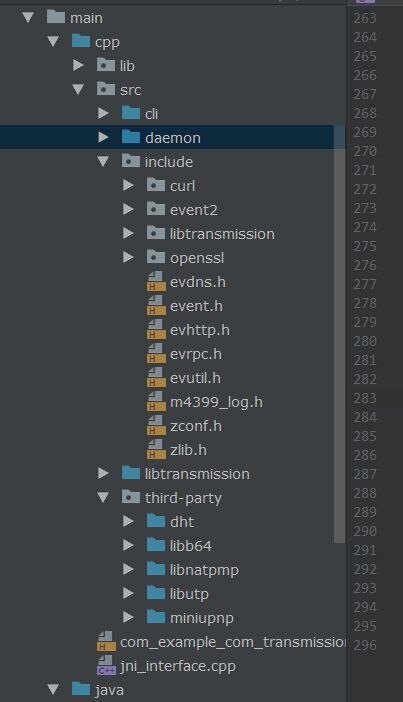 main
cpp
lib
src
cli
daemon
include
curl
event2
libtransmission
openssl
evdns.h
event.h
evhttp.h
evrpc.h
evutil.h
m4399_log.h
zconf.h
zlib.h
libtransmission
third-party
dht
libb64
libnatpmp
libutp
miniupnp
com_example_com_transmission
jni_interface.cpp
java
263
264
265
266
267
268
269
270
271
272
273
274
275
276
277
278
279
280
281
282
283
284
285
286
287
288
289
290
291
292
293
294
295
296